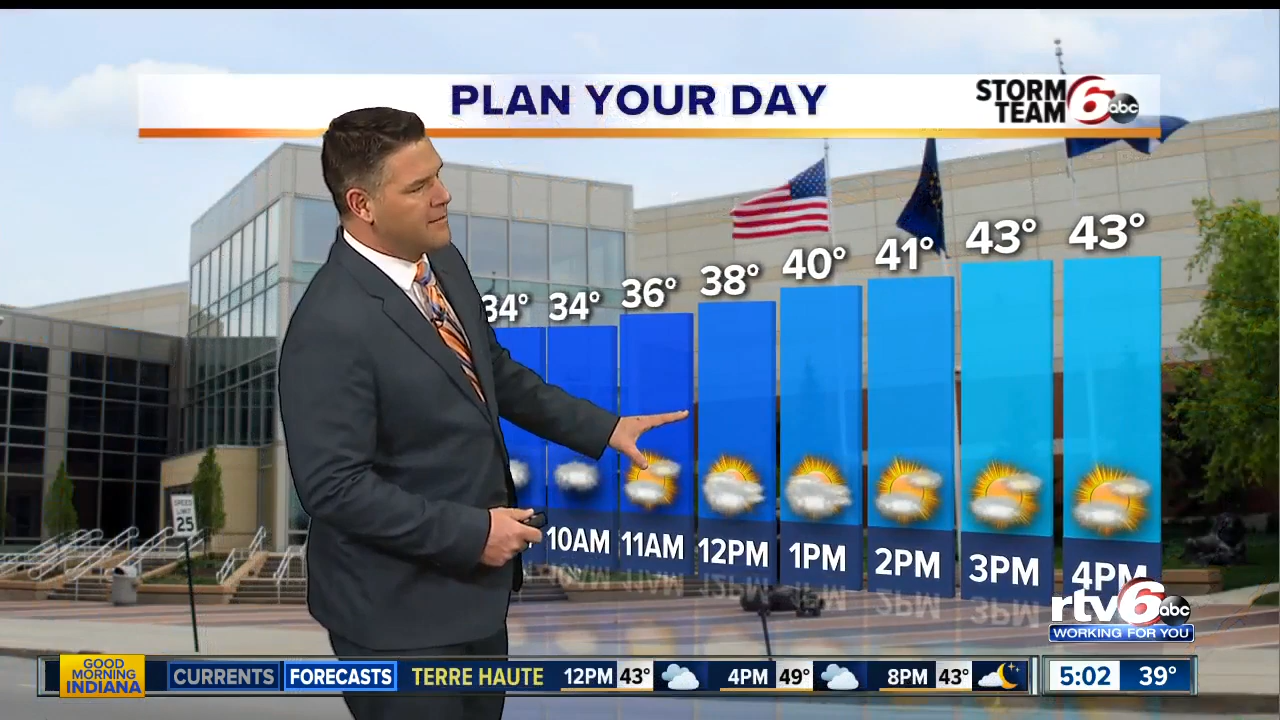 PLAN YOUR DAY
STORM TEAM 6 abc
34° 34° 36° 38° 40° 41° 43° 43°
10AM 11AM 12PM 1PM 2PM 3PM 4PM
SPEED LIMIT 25
rtv6 abc
WORKING FOR YOU
GOOD MORNING INDIANA
CURRENTS FORECASTS TERRE HAUTE 12PM 43° 4PM 49° 8PM 43° 5:02 39°